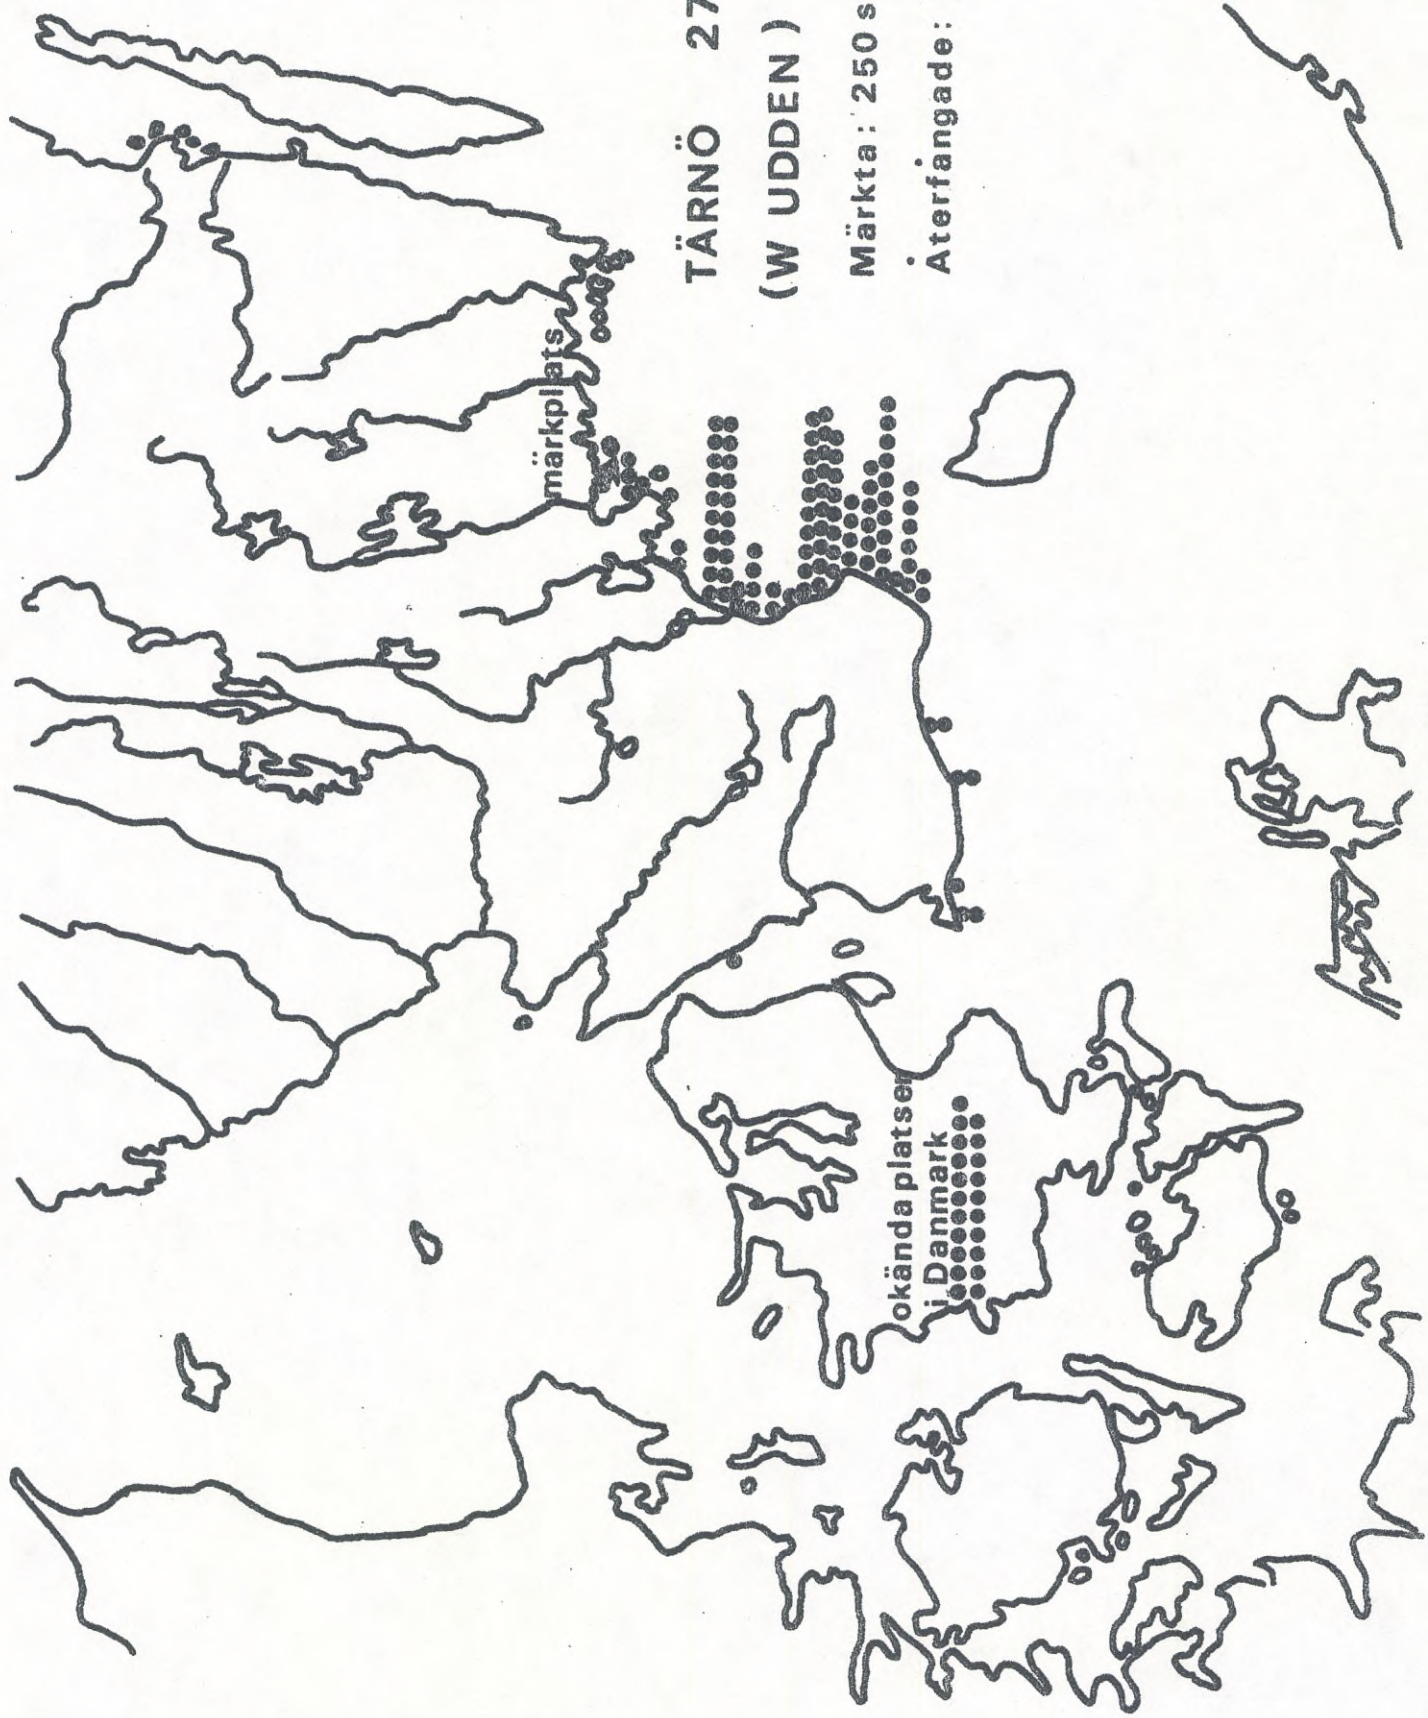 TÄRNÖ 27
(W UDDEN )
Märkta: 250 s
Återfångade:
märkplats
okända platser
i Danmark